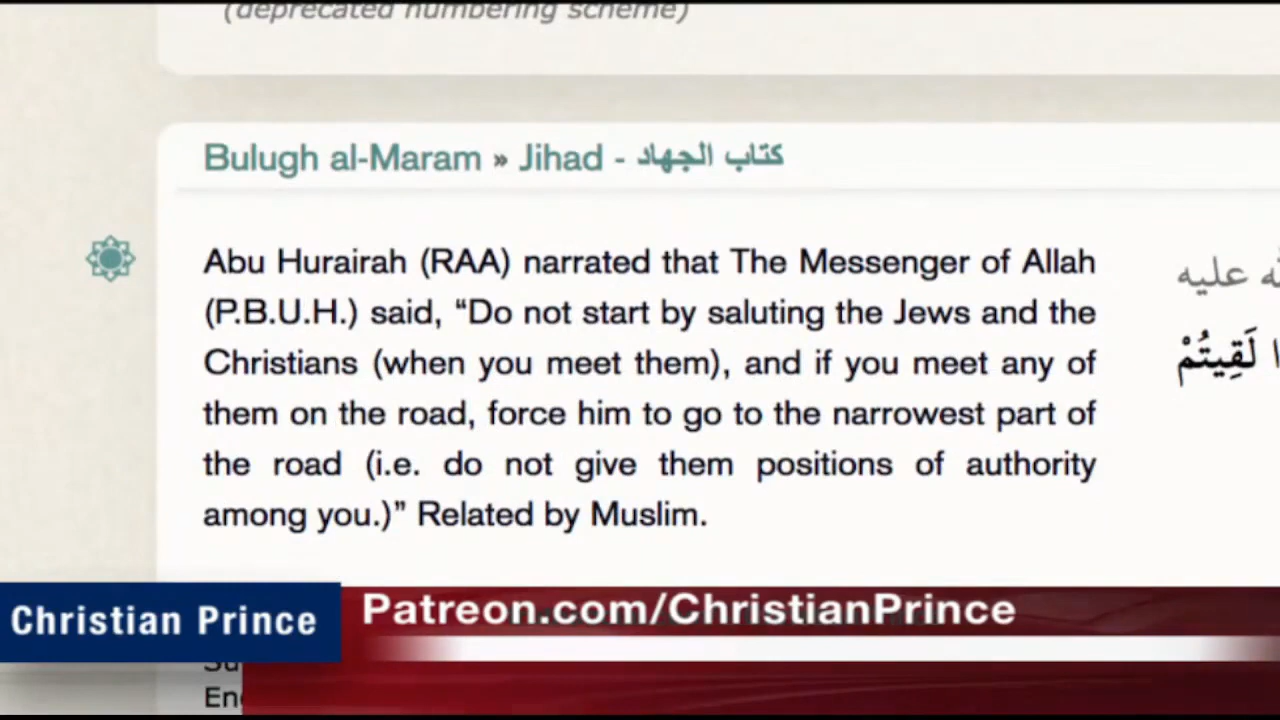 (deprecated numbering scheme)
Bulugh al-Maram » Jihad - كتاب الجهاد
Abu Hurairah (RAA) narrated that The Messenger of Allah
(P.B.U.H.) said, “Do not start by saluting the Jews and the
Christians (when you meet them), and if you meet any of
them on the road, force him to go to the narrowest part of
the road (i.e. do not give them positions of authority
among you.)” Related by Muslim.
عليه
لَقِيتُمْ
Christian Prince
Patreon.com/ChristianPrince